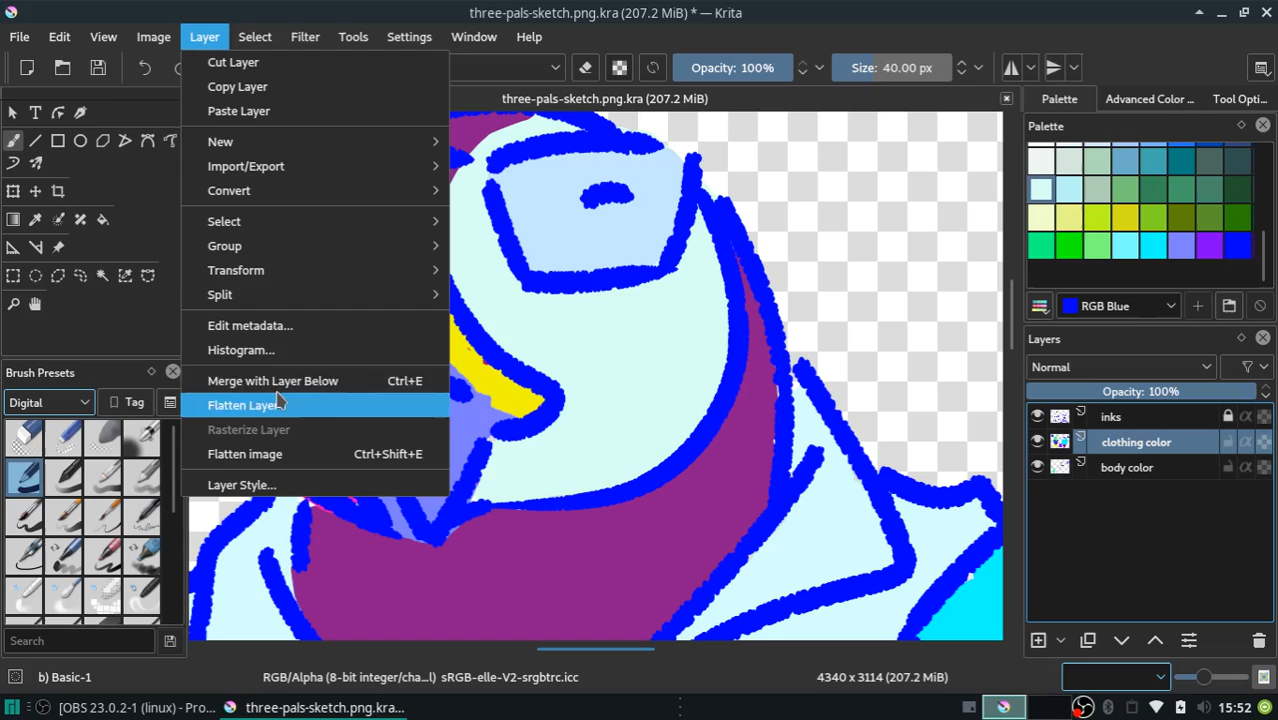 three-pals-sketch.png.kra (207.2 MiB) * — Krita
File Edit View Image Layer Select Filter Tools Settings Window Help
Opacity: 100% Size: 40.00 px
three-pals-sketch.png.kra (207.2 MiB)
Cut Layer
Copy Layer
Paste Layer
New
Import/Export
Convert
Select
Group
Transform
Split
Edit metadata...
Histogram...
Merge with Layer Below Ctrl+E
Flatten Layer
Rasterize Layer
Flatten image Ctrl+Shift+E
Layer Style...
Brush Presets
Digital Tag
Search
Palette Advanced Color ... Tool Opti...
Palette
RGB Blue
Layers
Normal
Opacity: 100%
inks
clothing color
body color
b) Basic-1 RGB/Alpha (8-bit integer/cha...l) sRGB-elle-V2-srgbtrc.icc 4340 x 3114 (207.2 MiB)
[OBS 23.0.2-1 (linux) - Pro... three-pals-sketch.png.kra... 15:52